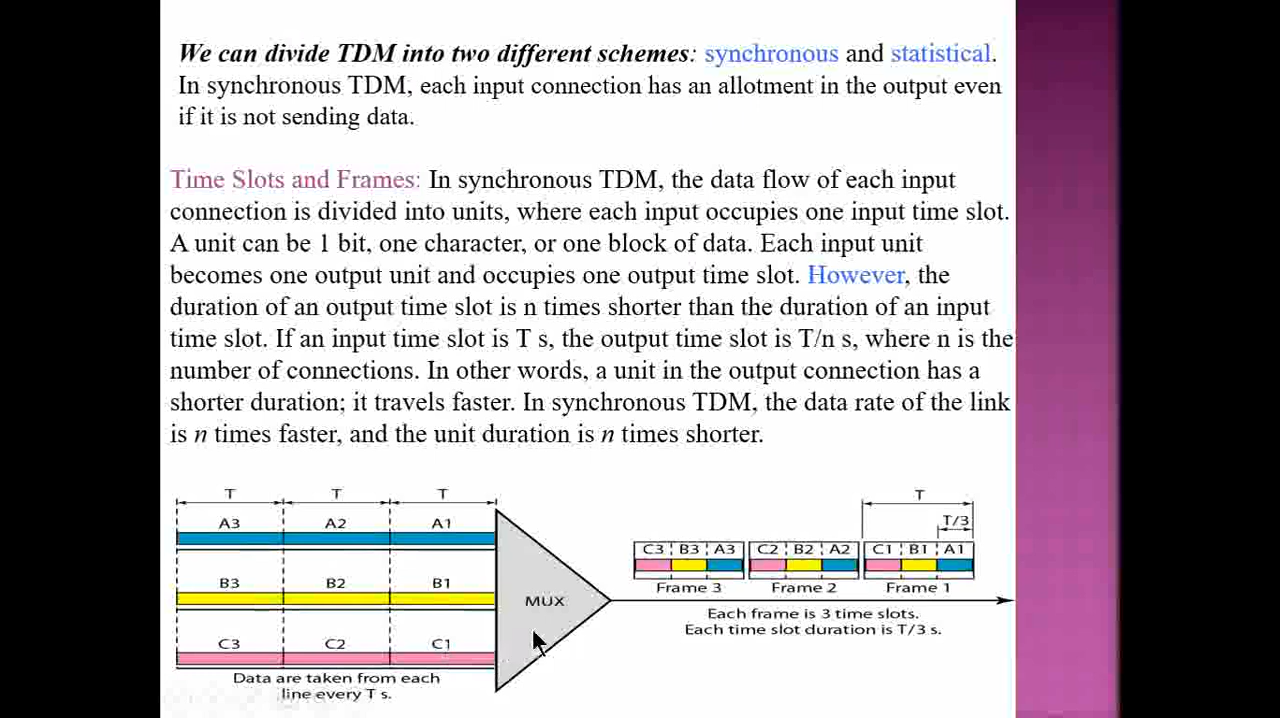 We can divide TDM into two different schemes: synchronous and statistical.
In synchronous TDM, each input connection has an allotment in the output even
if it is not sending data.
Time Slots and Frames: In synchronous TDM, the data flow of each input
connection is divided into units, where each input occupies one input time slot.
A unit can be 1 bit, one character, or one block of data. Each input unit
becomes one output unit and occupies one output time slot. However, the
duration of an output time slot is n times shorter than the duration of an input
time slot. If an input time slot is T s, the output time slot is T/n s, where n is the
number of connections. In other words, a unit in the output connection has a
shorter duration; it travels faster. In synchronous TDM, the data rate of the link
is n times faster, and the unit duration is n times shorter.
T T T
A3 A2 A1
B3 B2 B1
C3 C2 C1
Data are taken from each
line every T s.
MUX
T
T/3
C3 B3 A3 C2 B2 A2 C1 B1 A1
Frame 3 Frame 2 Frame 1
Each frame is 3 time slots.
Each time slot duration is T/3 s.